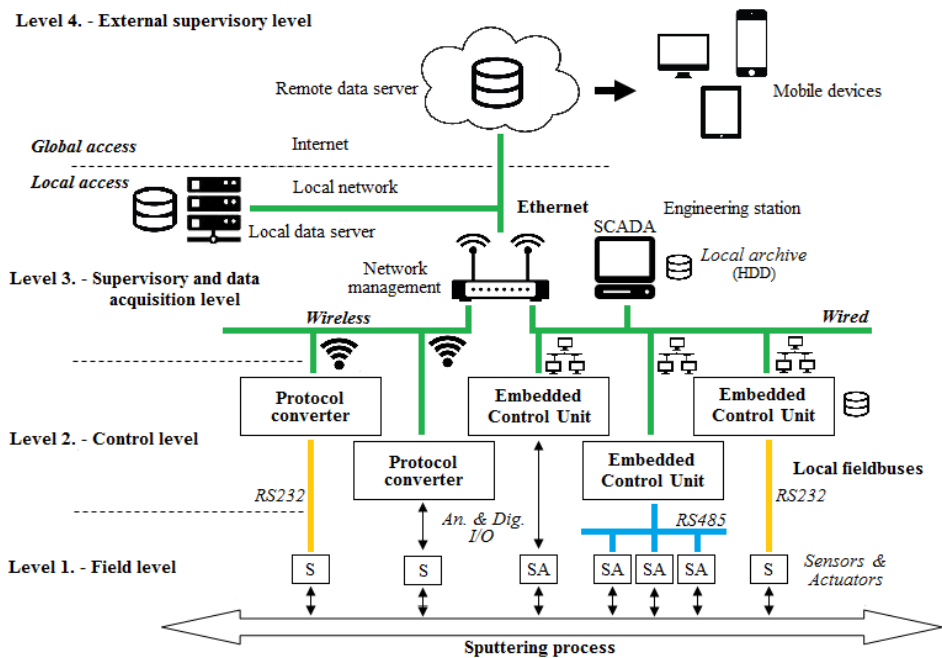 Level 4. - External supervisory level
Remote data server
Mobile devices
Global access
Internet
Local access
Local network
Ethernet
Engineering station
Local data server
SCADA
Local archive
(HDD)
Network
management
Level 3. - Supervisory and data
acquisition level
Wireless
Wired
Protocol
converter
Embedded
Control Unit
Embedded
Control Unit
Level 2. - Control level
Protocol
converter
Embedded
Control Unit
Local fieldbuses
RS232
An. & Dig.
I/O
RS485
RS232
Level 1. - Field level
S
S
SA
SA
SA
SA
S
Sensors &
Actuators
Sputtering process